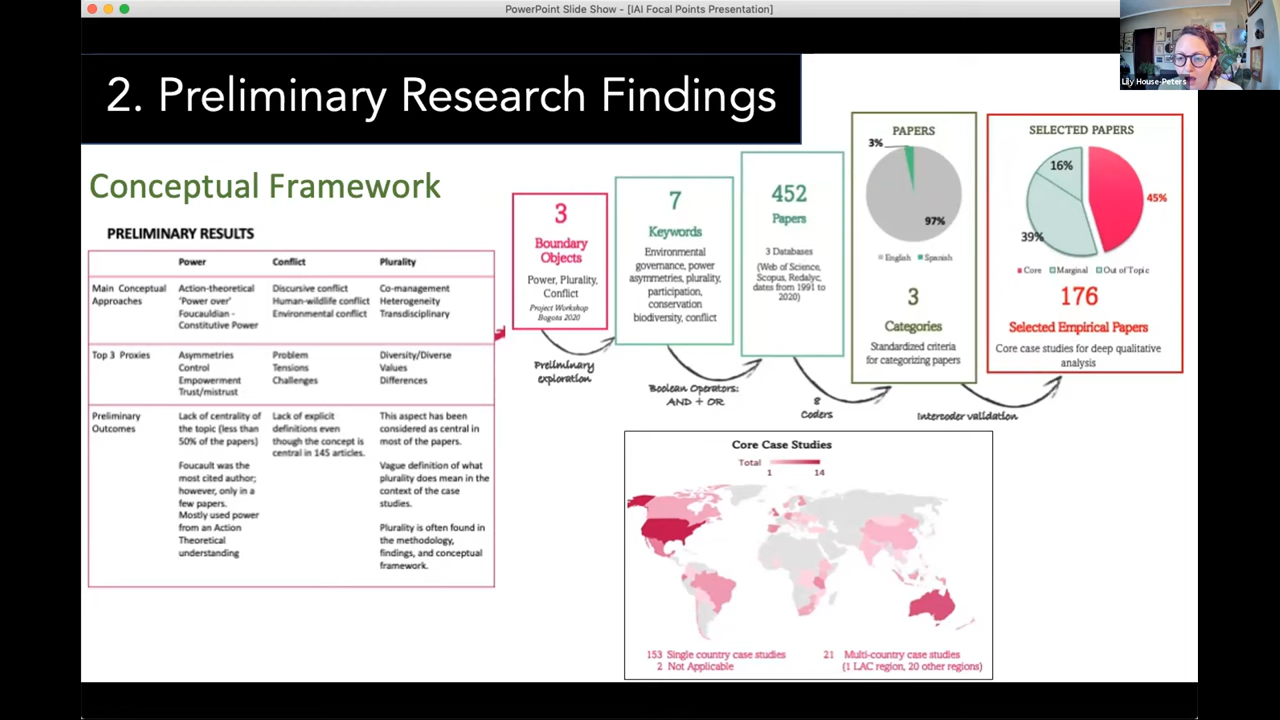 PowerPoint Slide Show - [IAI Focal Points Presentation]
Lily House-Peters
2. Preliminary Research Findings
Conceptual Framework
PRELIMINARY RESULTS
Power Conflict Plurality
Main Conceptual
Approaches
Action-theoretical
'Power over'
Foucauldian -
Constitutive Power
Discursive conflict
Human-wildlife conflict
Environmental conflict
Co-management
Heterogeneity
Transdisciplinary
Top 3 Proxies
Asymmetries
Control
Empowerment
Trust/mistrust
Problem
Tensions
Challenges
Diversity/Diverse
Values
Differences
Preliminary
Outcomes
Lack of centrality of
the topic (less than
50% of the papers)
Foucault was the
most cited author;
however, only in a
few papers.
Mostly used power
from an Action
Theoretical
understanding
Lack of explicit
definitions even
though the concept is
central in 145 articles.
This aspect has been
considered as central in
most of the papers.
Vague definition of what
plurality does mean in the
context of the case
studies.
Plurality is often found in
the methodology,
findings, and conceptual
framework.
3
Boundary
Objects
Power, Plurality,
Conflict
Project Workshop
Bogota 2020
Preliminary
exploration
7
Keywords
Environmental
governance, power
asymmetries, plurality,
participation,
conservation
biodiversity, conflict
Boolean Operators:
AND + OR
452
Papers
3 Databases
(Web of Science,
Scopus, Redalyc,
dates from 1991 to
2020)
8
Coders
PAPERS
3%
97%
English Spanish
3
Categories
Standardized criteria
for categorizing papers
Intercoder validation
SELECTED PAPERS
16%
45%
39%
Core Marginal Out of Topic
176
Selected Empirical Papers
Core case studies for deep qualitative
analysis
Core Case Studies
Total
1 14
153 Single country case studies
2 Not Applicable
21 Multi-country case studies
(1 LAC region, 20 other regions)